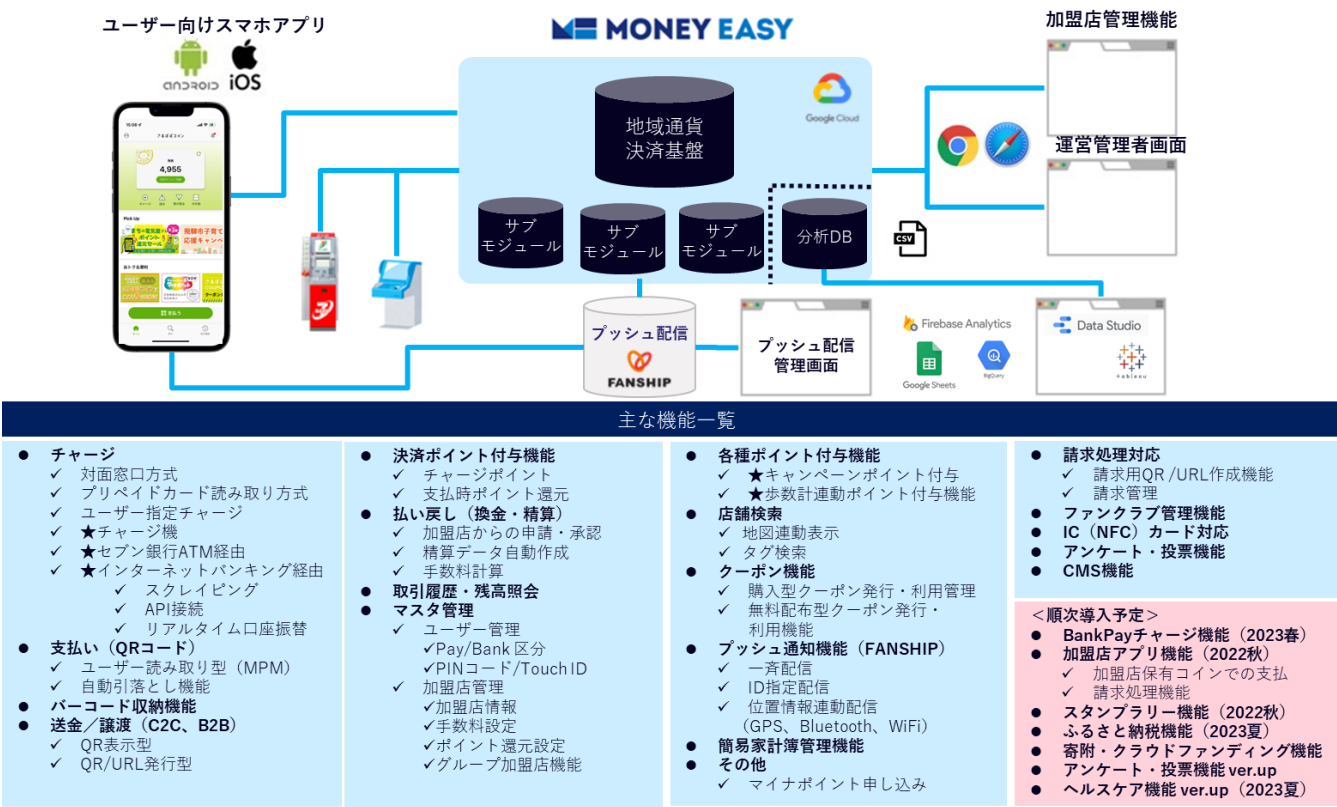 ユーザー向けスマホアプリ
android
iOS
MONEY EASY
加盟店管理機能
Google Cloud
地域通貨
決済基盤
運営管理者画面
さるぼぼコイン
4,955
Pick Up
サブ
モジュール
サブ
モジュール
サブ
モジュール
分析DB
CSV
プッシュ配信
FANSHIP
プッシュ配信
管理画面
Firebase Analytics
Google Sheets
BigQuery
Data Studio
+ableau
主な機能一覧
● チャージ
✓ 対面窓口方式
✓ プリペイドカード読み取り方式
✓ ユーザー指定チャージ
✓ ★チャージ機
✓ ★セブン銀行ATM経由
✓ ★インターネットバンキング経由
✓ スクレイピング
✓ API接続
✓ リアルタイム口座振替
● 支払い（QRコード）
✓ ユーザー読み取り型（MPM）
✓ 自動引落とし機能
● バーコード収納機能
● 送金／譲渡（C2C、B2B）
✓ QR表示型
✓ QR/URL発行型
● 決済ポイント付与機能
✓ チャージポイント
✓ 支払時ポイント還元
● 払い戻し（換金・精算）
✓ 加盟店からの申請・承認
✓ 精算データ自動作成
✓ 手数料計算
● 取引履歴・残高照会
● マスタ管理
✓ ユーザー管理
✓Pay/Bank 区分
✓PINコード/Touch ID
✓ 加盟店管理
✓加盟店情報
✓手数料設定
✓ポイント還元設定
✓グループ加盟店機能
● 各種ポイント付与機能
✓ ★キャンペーンポイント付与
✓ ★歩数計連動ポイント付与機能
● 店舗検索
✓ 地図連動表示
✓ タグ検索
● クーポン機能
✓ 購入型クーポン発行・利用管理
✓ 無料配布型クーポン発行・
利用機能
● プッシュ通知機能（FANSHIP）
✓ 一斉配信
✓ ID指定配信
✓ 位置情報連動配信
（GPS、Bluetooth、WiFi）
● 簡易家計簿管理機能
● その他
✓ マイナポイント申し込み
● 請求処理対応
✓ 請求用QR /URL作成機能
✓ 請求管理
● ファンクラブ管理機能
● IC（NFC）カード対応
● アンケート・投票機能
● CMS機能
＜順次導入予定＞
● BankPayチャージ機能（2023春）
● 加盟店アプリ機能（2022秋）
✓ 加盟店保有コインでの支払
✓ 請求処理機能
● スタンプラリー機能（2022秋）
● ふるさと納税機能（2023夏）
● 寄附・クラウドファンディング機能
● アンケート・投票機能 ver.up
● ヘルスケア機能 ver.up（2023夏）